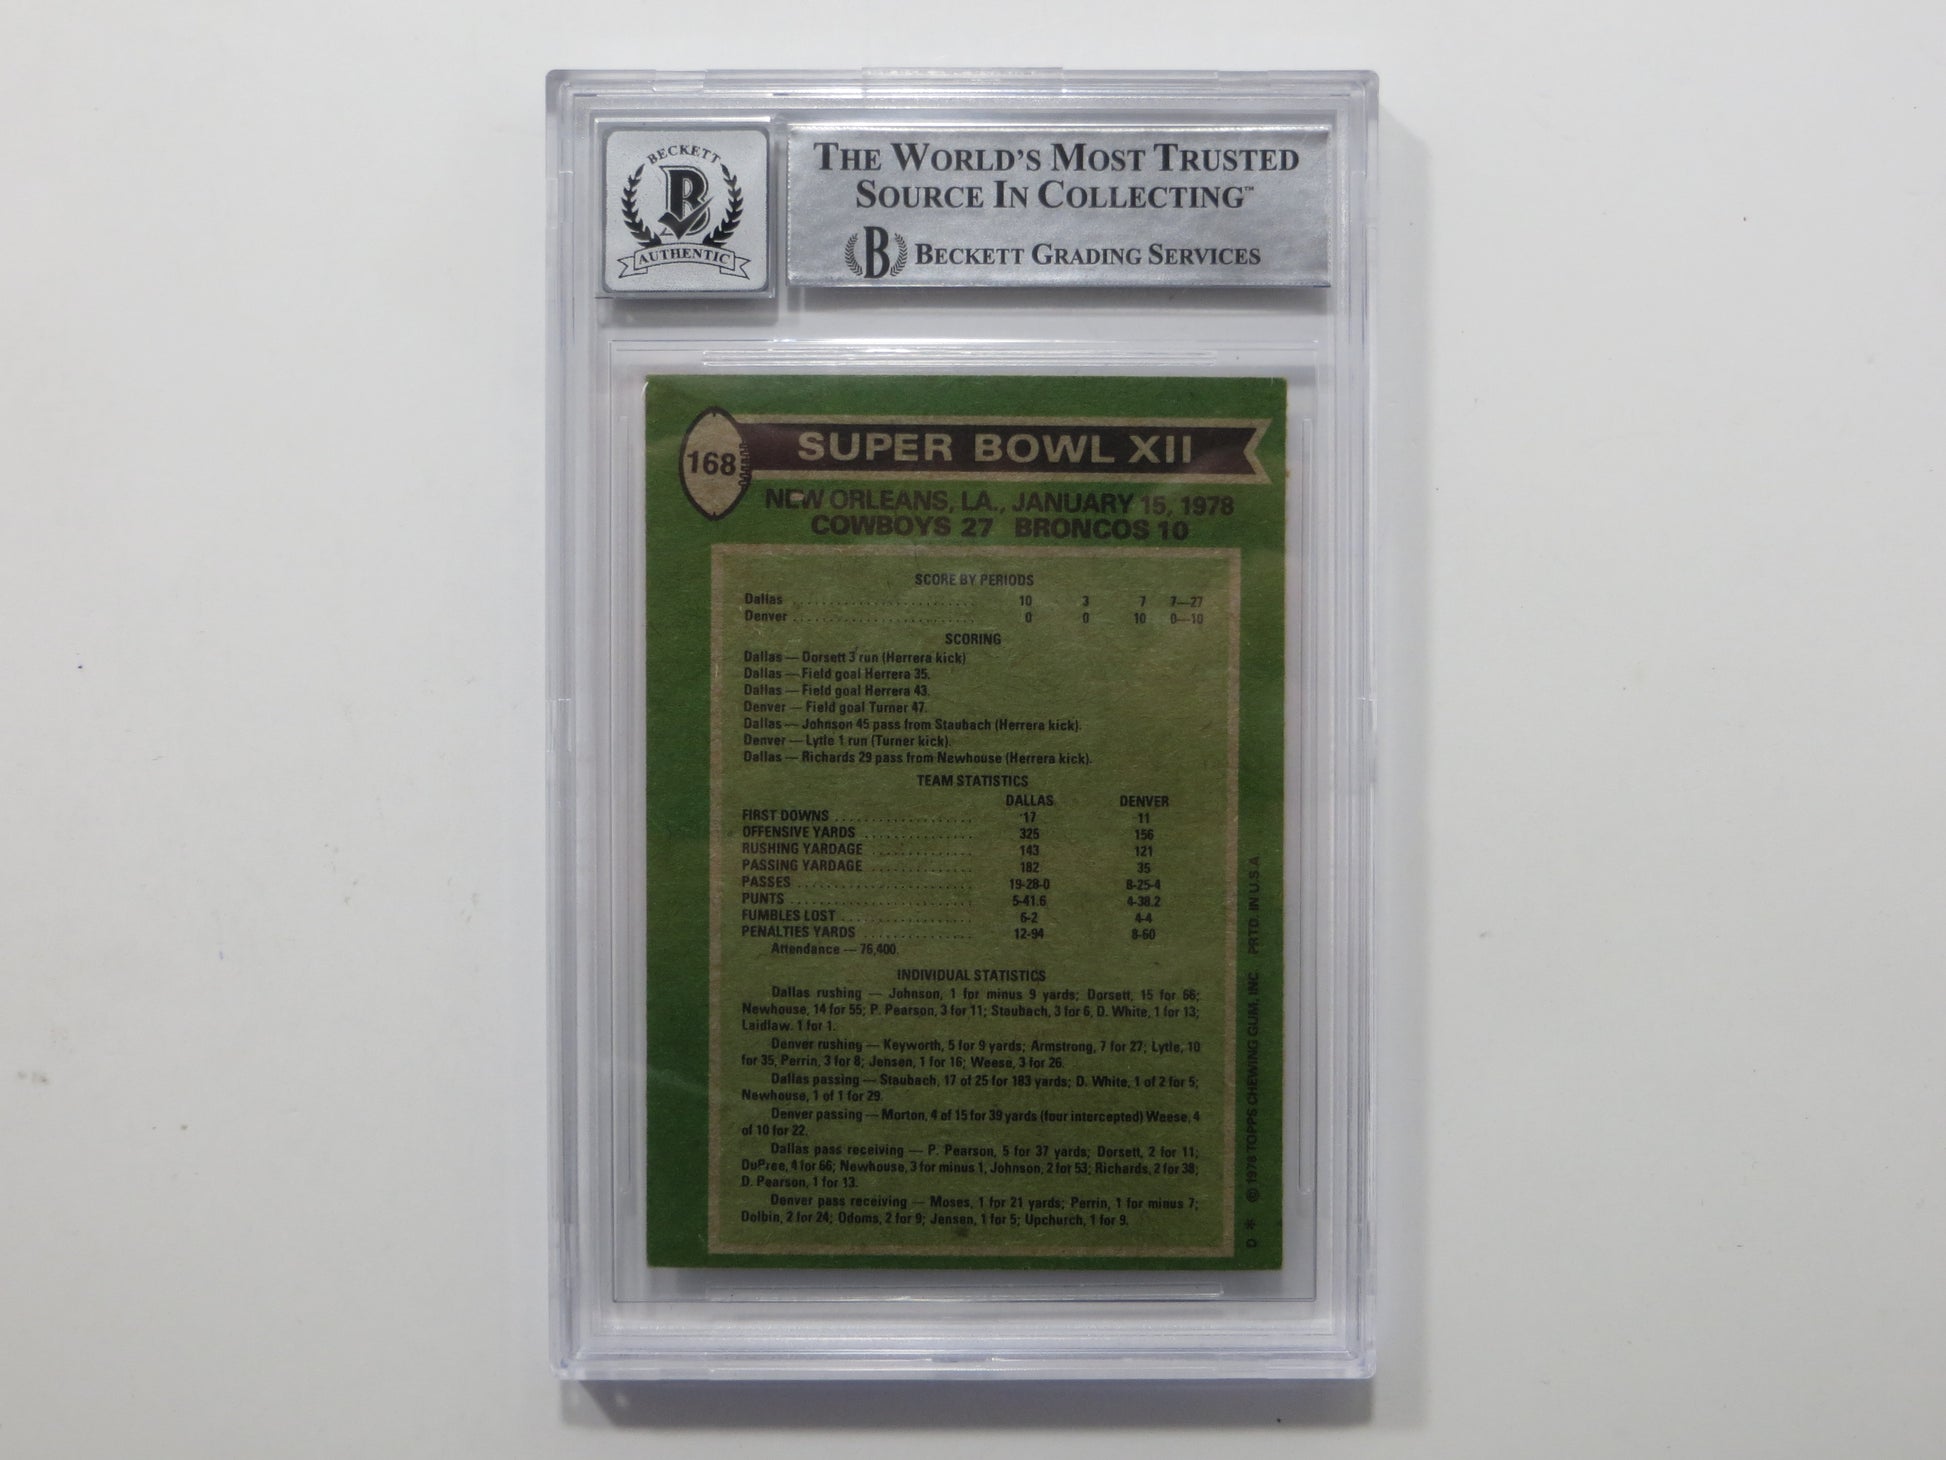 BECKETT
B
AUTHENTIC
THE WORLD'S MOST TRUSTED
SOURCE IN COLLECTING™
B BECKETT GRADING SERVICES
168
SUPER BOWL XII
NEW ORLEANS, LA., JANUARY 15, 1978
COWBOYS 27 BRONCOS 10
SCORE BY PERIODS
Dallas .......................... 10 3 7 7—27
Denver .......................... 0 0 10 0—10
SCORING
Dallas — Dorsett 3 run (Herrera kick)
Dallas — Field goal Herrera 35.
Dallas — Field goal Herrera 43.
Denver — Field goal Turner 47.
Dallas — Johnson 45 pass from Staubach (Herrera kick).
Denver — Lytle 1 run (Turner kick).
Dallas — Richards 29 pass from Newhouse (Herrera kick).
TEAM STATISTICS
DALLAS DENVER
FIRST DOWNS .................. 17 11
OFFENSIVE YARDS .............. 325 156
RUSHING YARDAGE ............. 143 121
PASSING YARDAGE ............. 182 35
PASSES ....................... 19-28-0 8-25-4
PUNTS ........................ 5-41.6 4-38.2
FUMBLES LOST ................. 6-2 4-4
PENALTIES YARDS .............. 12-94 8-60
Attendance — 76,400.
INDIVIDUAL STATISTICS
Dallas rushing — Johnson, 1 for minus 9 yards; Dorsett, 15 for 66;
Newhouse, 14 for 55; P. Pearson, 3 for 11; Staubach, 3 for 6, D. White, 1 for 13;
Laidlaw. 1 for 1.
Denver rushing — Keyworth, 5 for 9 yards; Armstrong, 7 for 27; Lytle, 10
for 35, Perrin, 3 for 8; Jensen, 1 for 16; Weese, 3 for 26.
Dallas passing — Staubach, 17 of 25 for 183 yards; D. White, 1 of 2 for 5;
Newhouse, 1 of 1 for 29.
Denver passing — Morton, 4 of 15 for 39 yards (four intercepted) Weese, 4
of 10 for 22.
Dallas pass receiving — P. Pearson, 5 for 37 yards; Dorsett, 2 for 11;
DuPree, 4 for 66; Newhouse, 3 for minus 1, Johnson, 2 for 53; Richards, 2 for 38;
D. Pearson, 1 for 13.
Denver pass receiving — Moses, 1 for 21 yards; Perrin, 1 for minus 7;
Dolbin, 2 for 24; Odoms, 2 for 9; Jensen, 1 for 5; Upchurch, 1 for 9.
D * © 1978 TOPPS CHEWING GUM, INC. PRTD. IN U.S.A.